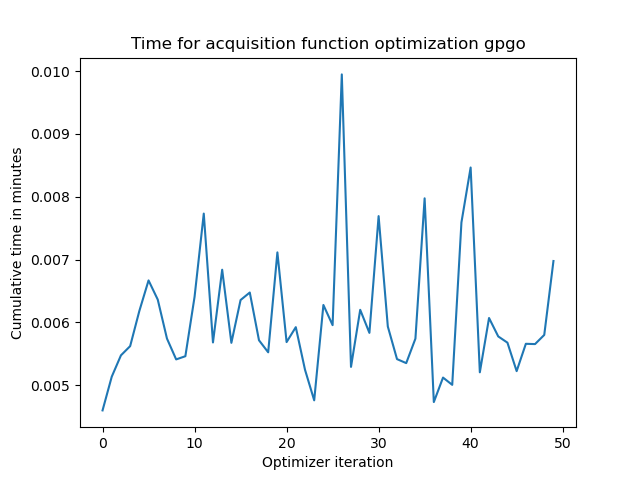 Time for acquisition function optimization gpgo
0.010
0.009
0.008
0.007
0.006
0.005
Cumulative time in minutes
0 10 20 30 40 50
Optimizer iteration